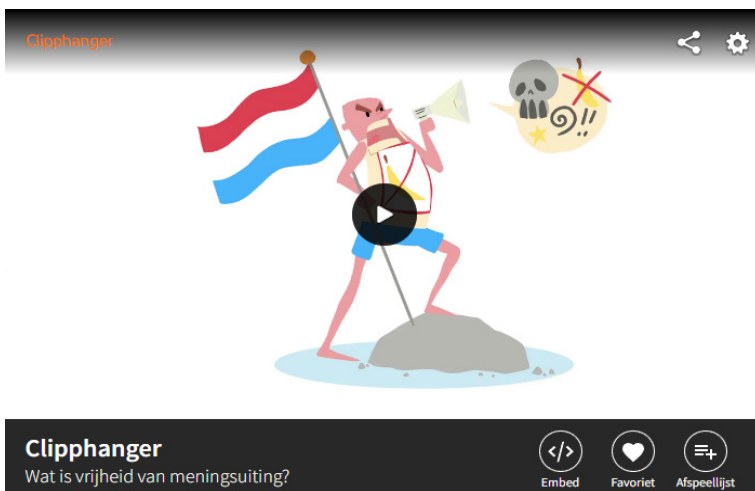 Clipphanger
Clipphanger
Wat is vrijheid van meningsuiting?
Embed
Favoriet
Afspeellijst